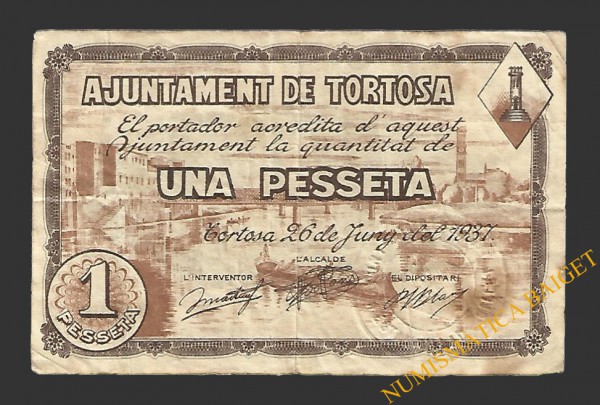 AJUNTAMENT DE TORTOSA
El portador acredita d'aquest
Ajuntament la quantitat de
UNA PESSETA
Tortosa 26 de Juny del 1937.
L'ALCALDE
L'INTERVENTOR
EL DIPOSITARI
1
PESSETA
NUMISMATICA BAIGET